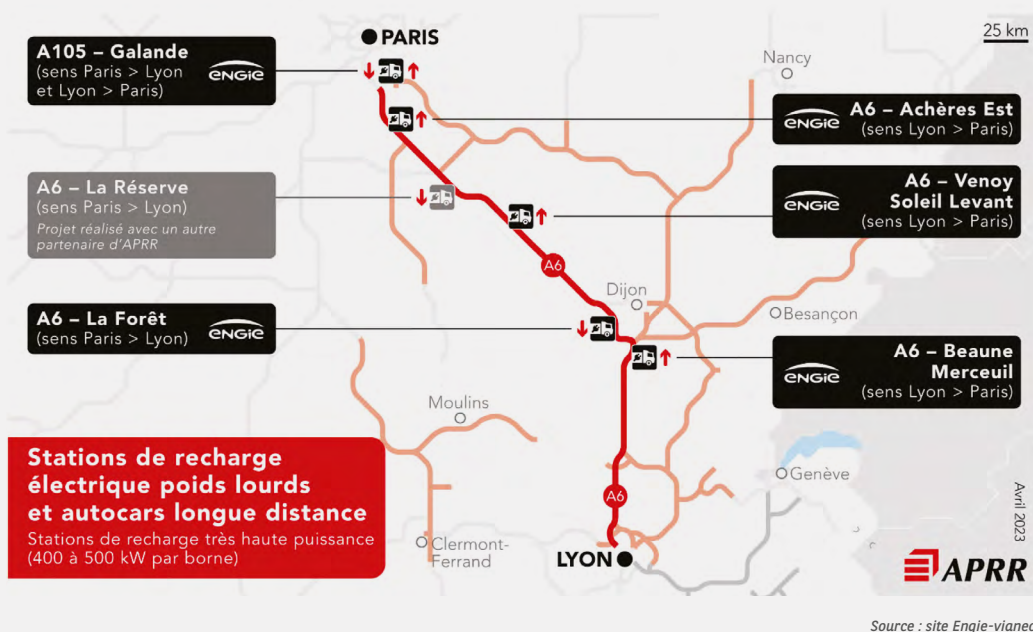 PARIS
25 km
A105 – Galande
(sens Paris > Lyon
et Lyon > Paris)
ENGIE
Nancy
ENGIE
A6 – Achères Est
(sens Lyon > Paris)
A6 – La Réserve
(sens Paris > Lyon)
Projet réalisé avec un autre
partenaire d'APRR
ENGIE
A6 – Venoy
Soleil Levant
(sens Lyon > Paris)
A6
Dijon
Besançon
A6 – La Forêt
(sens Paris > Lyon)
ENGIE
ENGIE
A6 – Beaune
Merceuil
(sens Lyon > Paris)
Moulins
Stations de recharge
électrique poids lourds
et autocars longue distance
Stations de recharge très haute puissance
(400 à 500 kW par borne)
Genève
A6
Clermont-
Ferrand
LYON
Avril 2023
APRR
Source : site Engie-vianeo